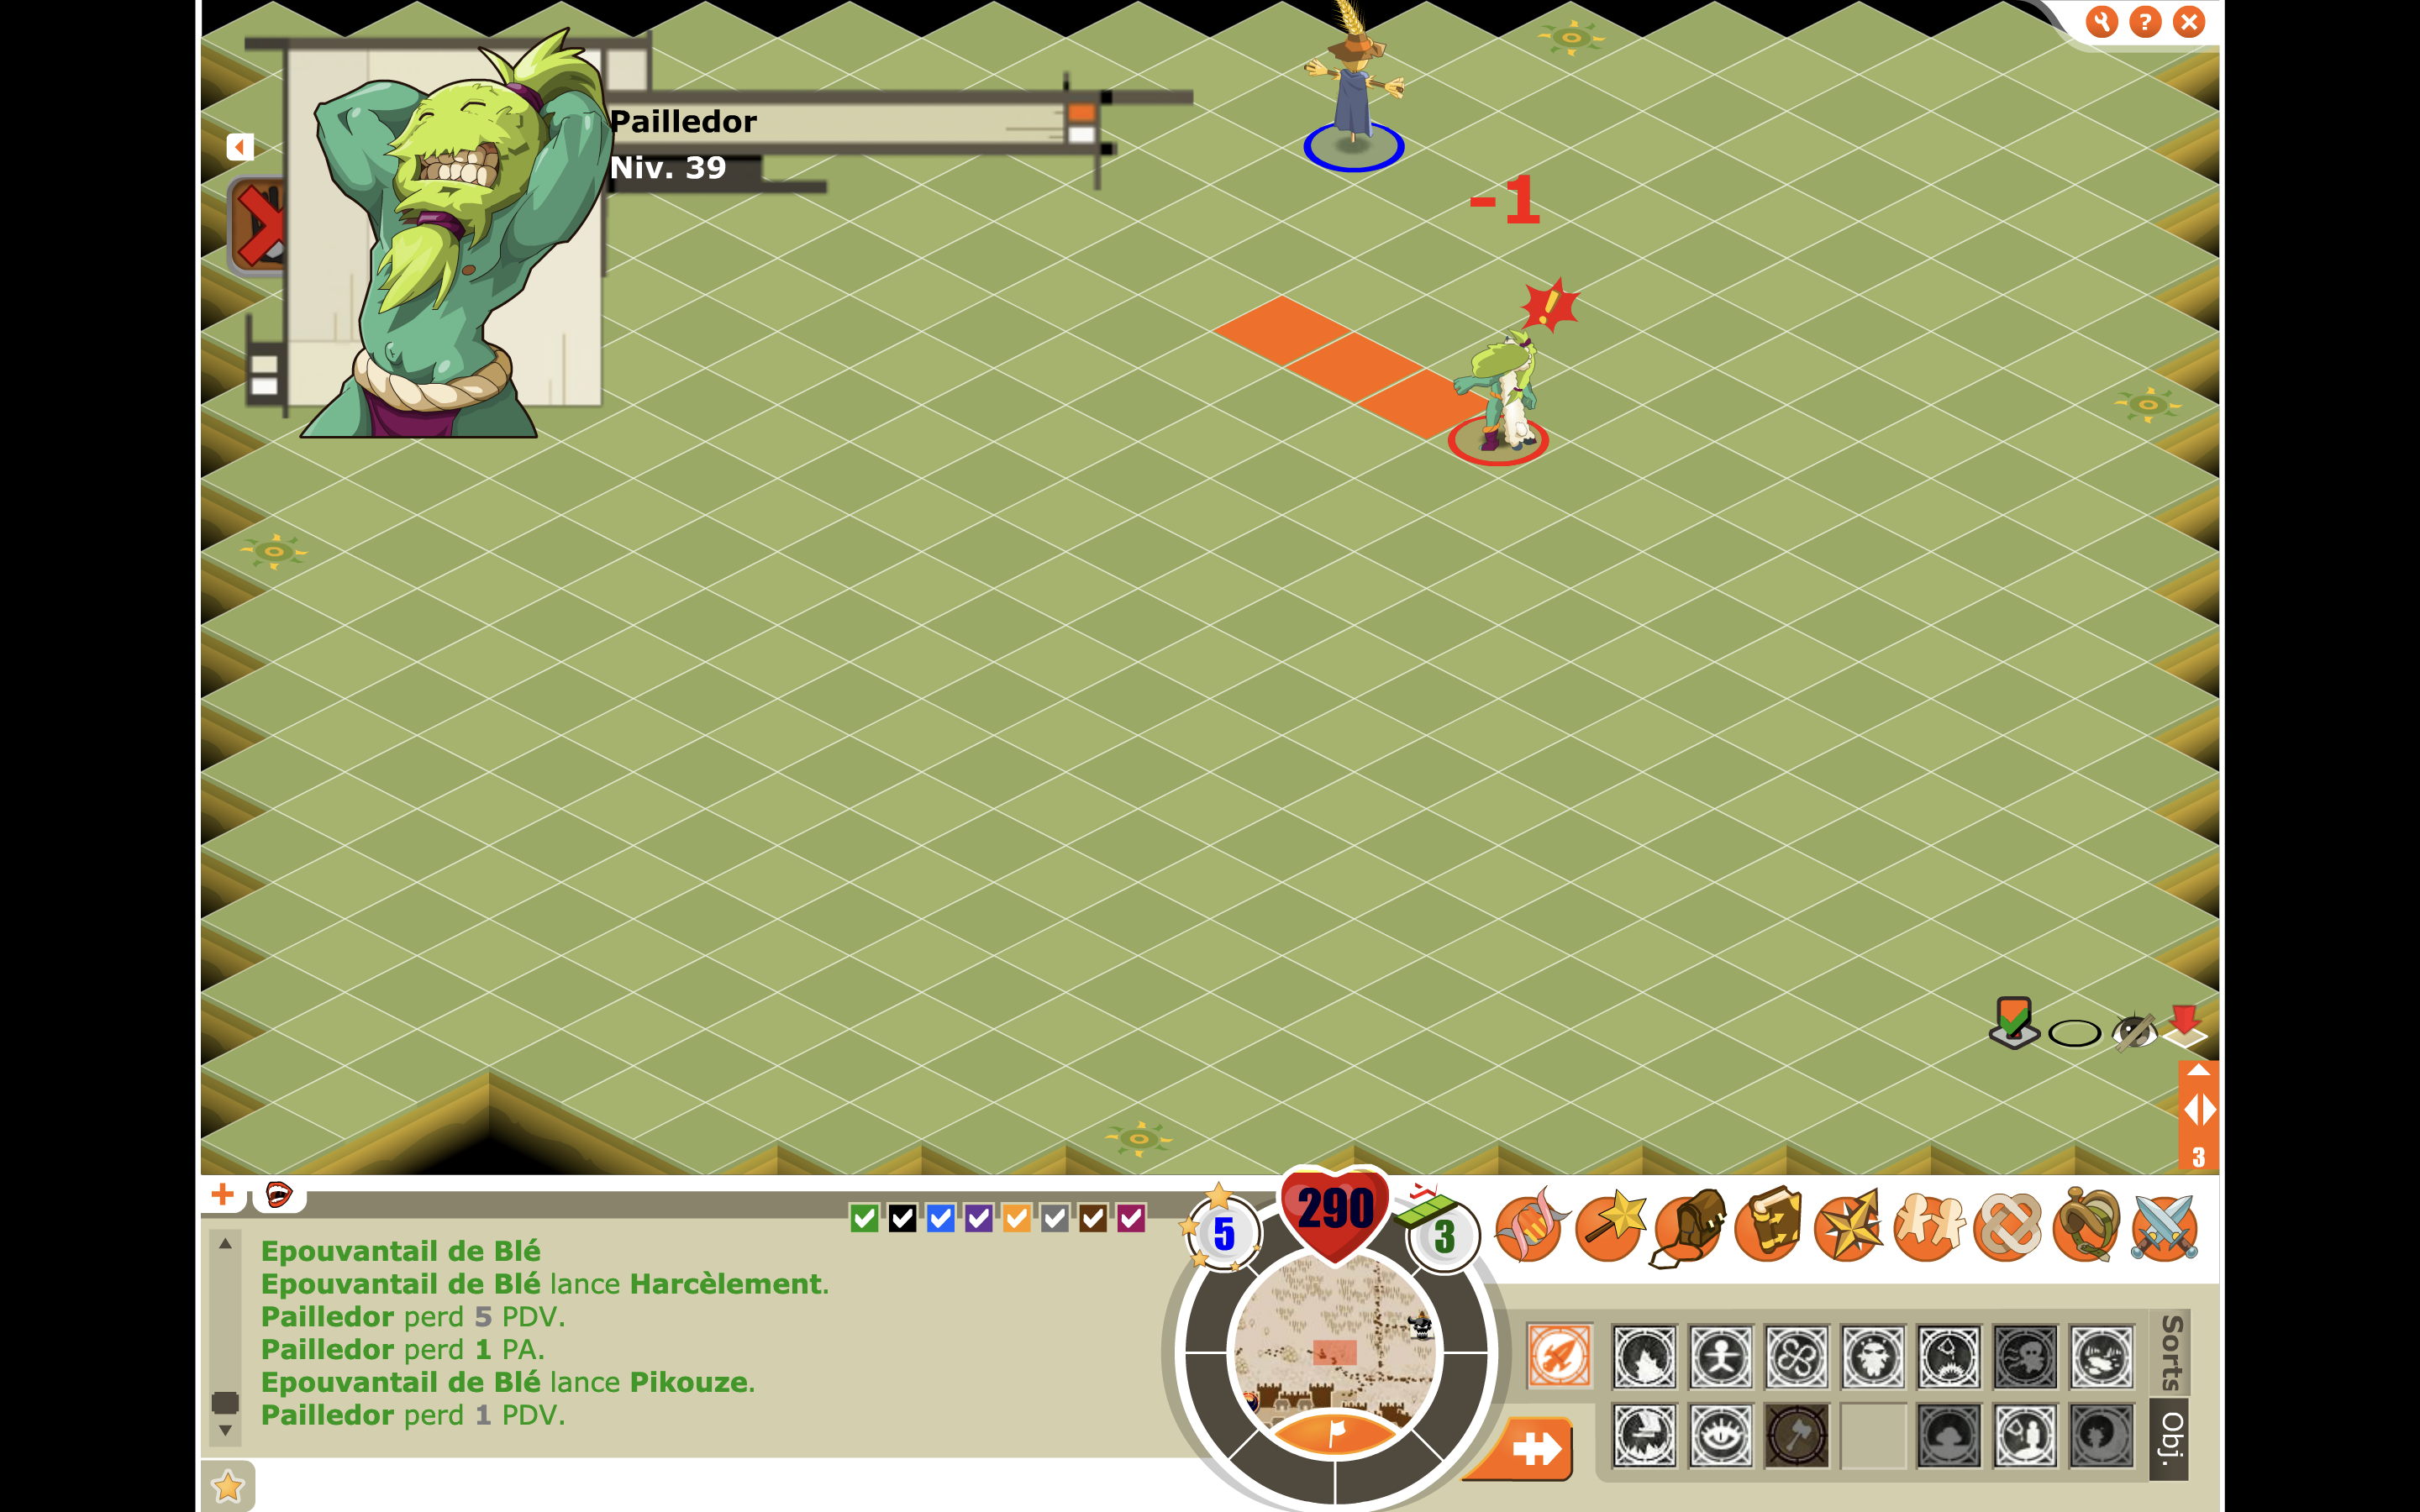 ?
Pailledor
Niv. 39
-1
!
3
290
5
3
Epouvantail de Blé
Epouvantail de Blé lance Harcèlement.
Pailledor perd 5 PDV.
Pailledor perd 1 PA.
Epouvantail de Blé lance Pikouze.
Pailledor perd 1 PDV.
Sorts
Obj.